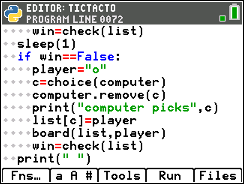 EDITOR: TICTACTO
PROGRAM LINE 0072
win=check(list)
sleep(1)
if win==False:
player="o"
c=choice(computer)
computer.remove(c)
print("computer picks",c)
list[c]=player
board(list,player)
win=check(list)
print(" ")
Fns… a A # Tools Run Files